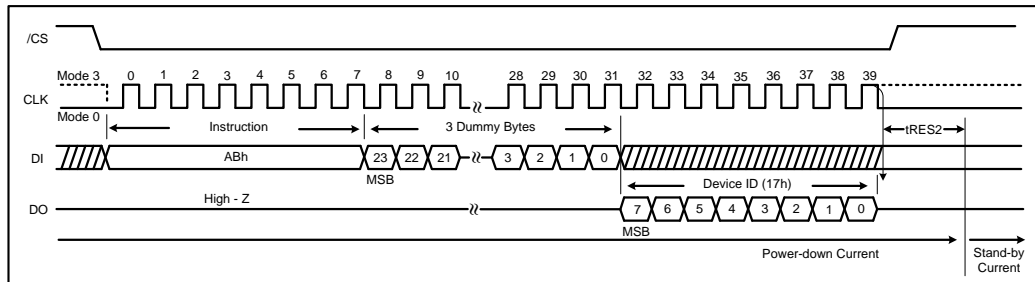 /CS
Mode 3 0 1 2 3 4 5 6 7 8 9 10 28 29 30 31 32 33 34 35 36 37 38 39
CLK
Mode 0
Instruction 3 Dummy Bytes tRES2
DI ABh 23 22 21 3 2 1 0
MSB
High - Z Device ID (17h)
DO 7 6 5 4 3 2 1 0
MSB
Power-down Current Stand-by
Current